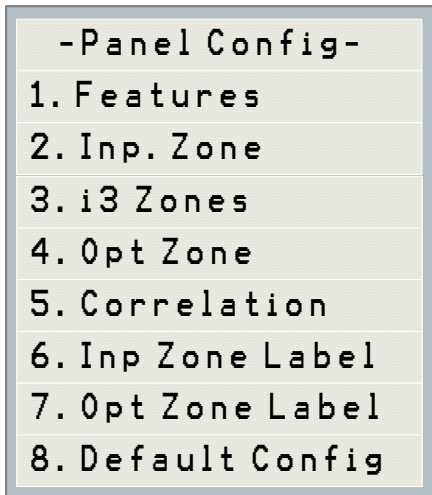 -Panel Config-
1. Features
2. Inp. Zone
3. i3 Zones
4. Opt Zone
5. Correlation
6. Inp Zone Label
7. Opt Zone Label
8. Default Config